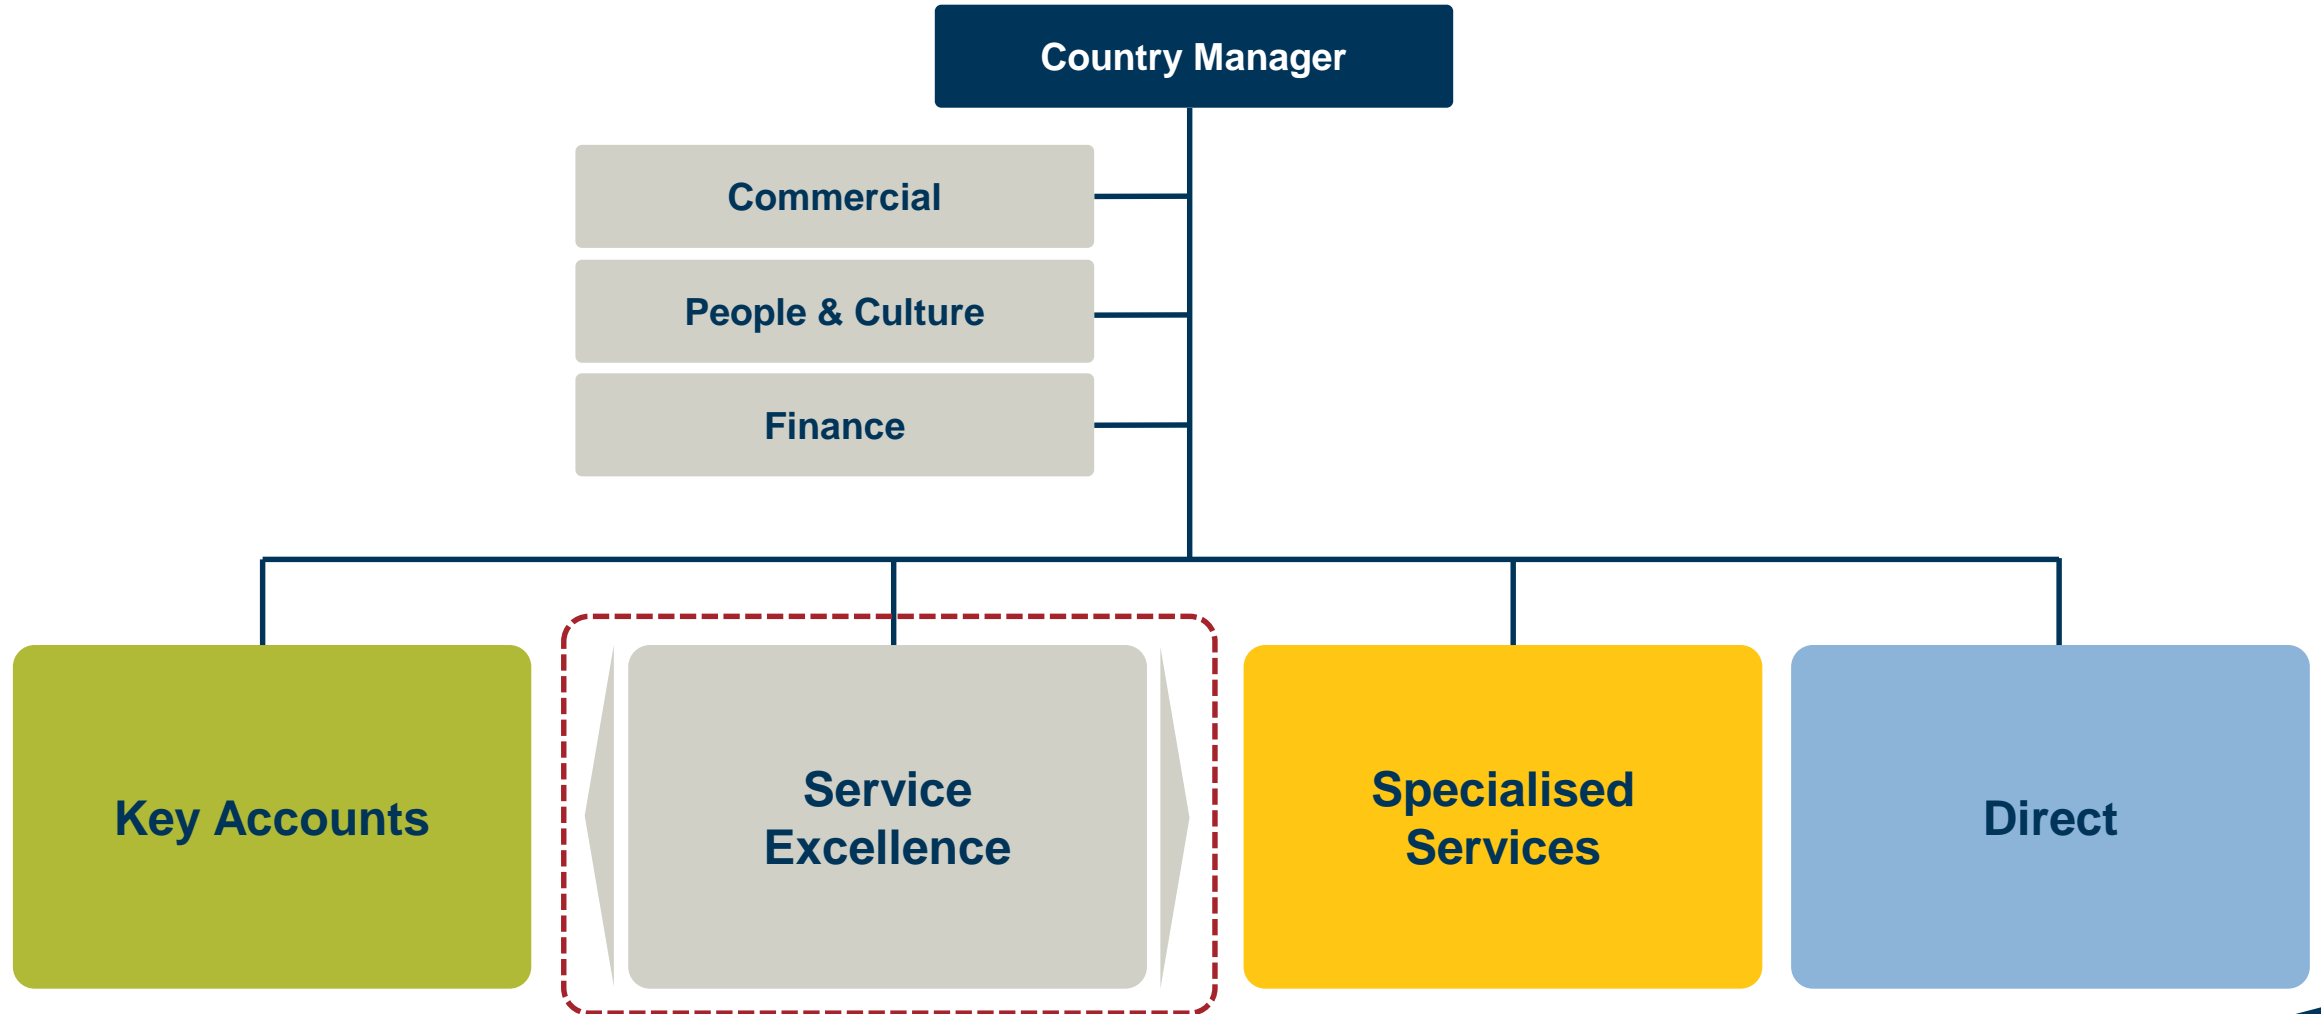 Country Manager
Commercial
People & Culture
Finance
Key Accounts
Service
Excellence
Specialised
Services
Direct